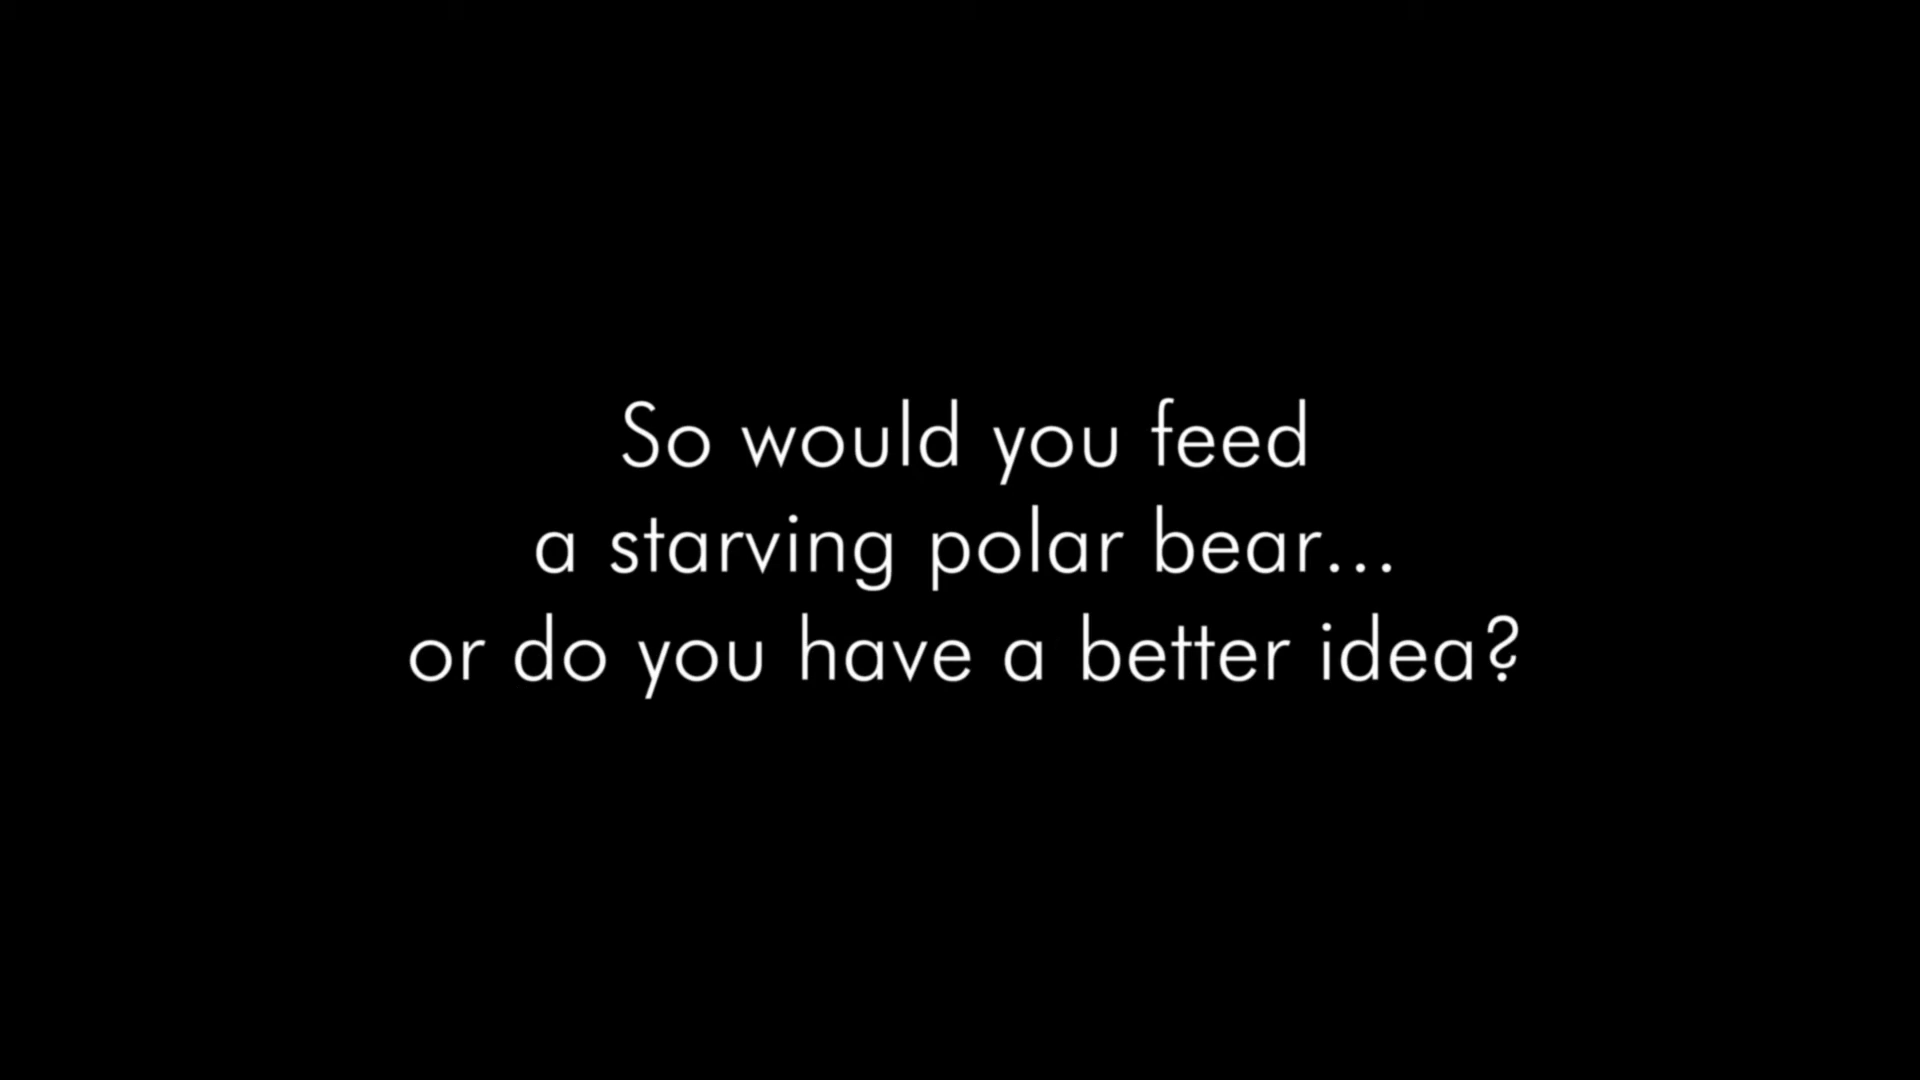 So would you feed
a starving polar bear...
or do you have a better idea?